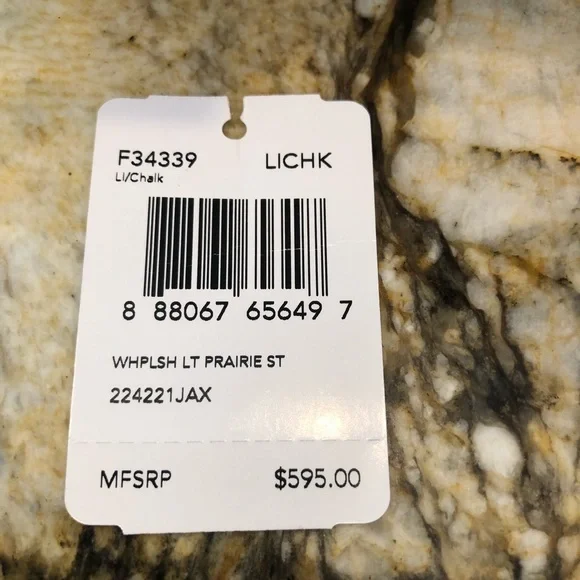 F34339 LICHK
LI/Chalk
8 88067 65649 7
WHPLSH LT PRAIRIE ST
224221JAX
MFSRP $595.00